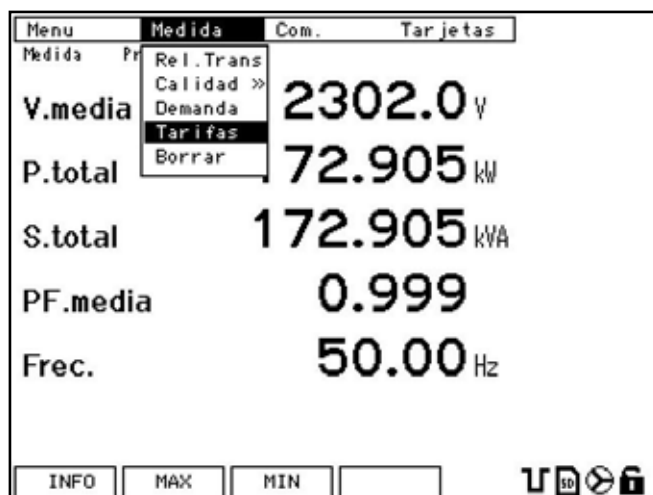 Menu Medida Com. Tarjetas
Medida Pr
Rel.Trans
Calidad »
Demanda
Tarifas
Borrar
V.media 2302.0 V
P.total 72.905 kW
S.total 172.905 kVA
PF.media 0.999
Frec. 50.00 Hz
INFO MAX MIN
SD